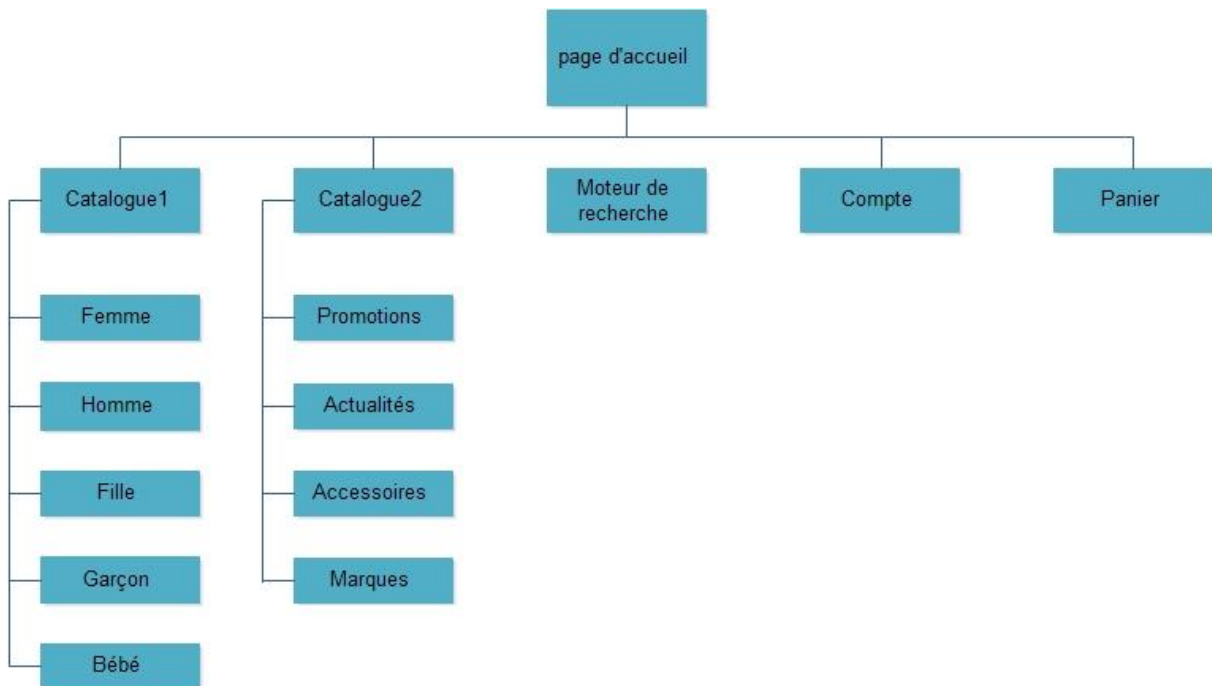 page d'accueil
Catalogue1
Catalogue2
Moteur de
recherche
Compte
Panier
Femme
Promotions
Homme
Actualités
Fille
Accessoires
Garçon
Marques
Bébé